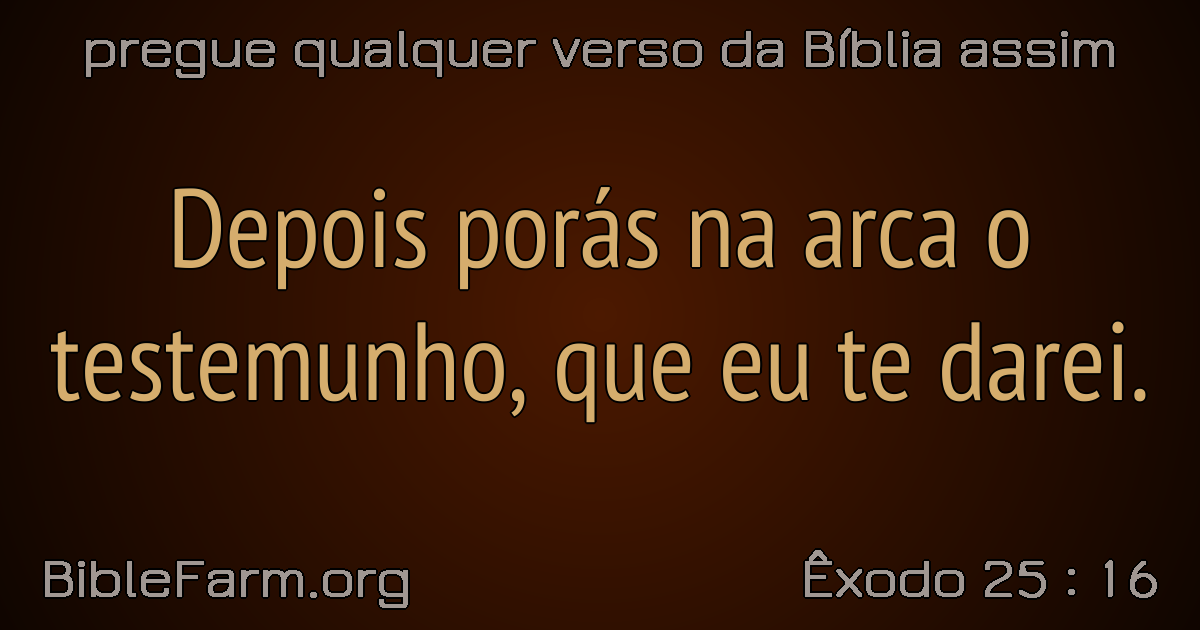 pregue qualquer verso da Bíblia assim
Depois porás na arca o
testemunho, que eu te darei.
BibleFarm.org
Êxodo 25 : 16